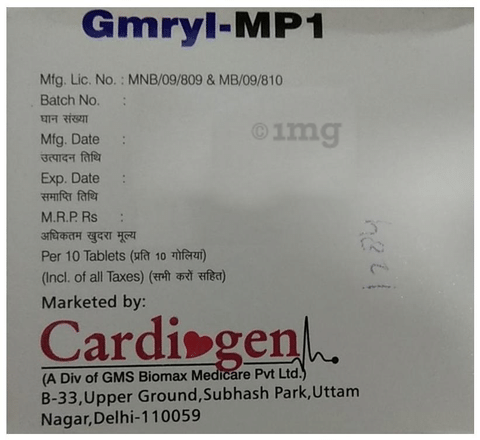 Gmryl-MP1
Mfg. Lic. No. : MNB/09/809 & MB/09/810
Batch No. :
घान संख्या
©1mg
Mfg. Date :
उत्पादन तिथि
Exp. Date :
समाप्ति तिथि
M.R.P. Rs :
अधिकतम खुदरा मूल्य
Per 10 Tablets (प्रति 10 गोलियां)
(Incl. of all Taxes) (सभी करों सहित)
Marketed by:
Cardiogen
(A Div of GMS Biomax Medicare Pvt Ltd.)
B-33,Upper Ground,Subhash Park,Uttam
Nagar,Delhi-110059